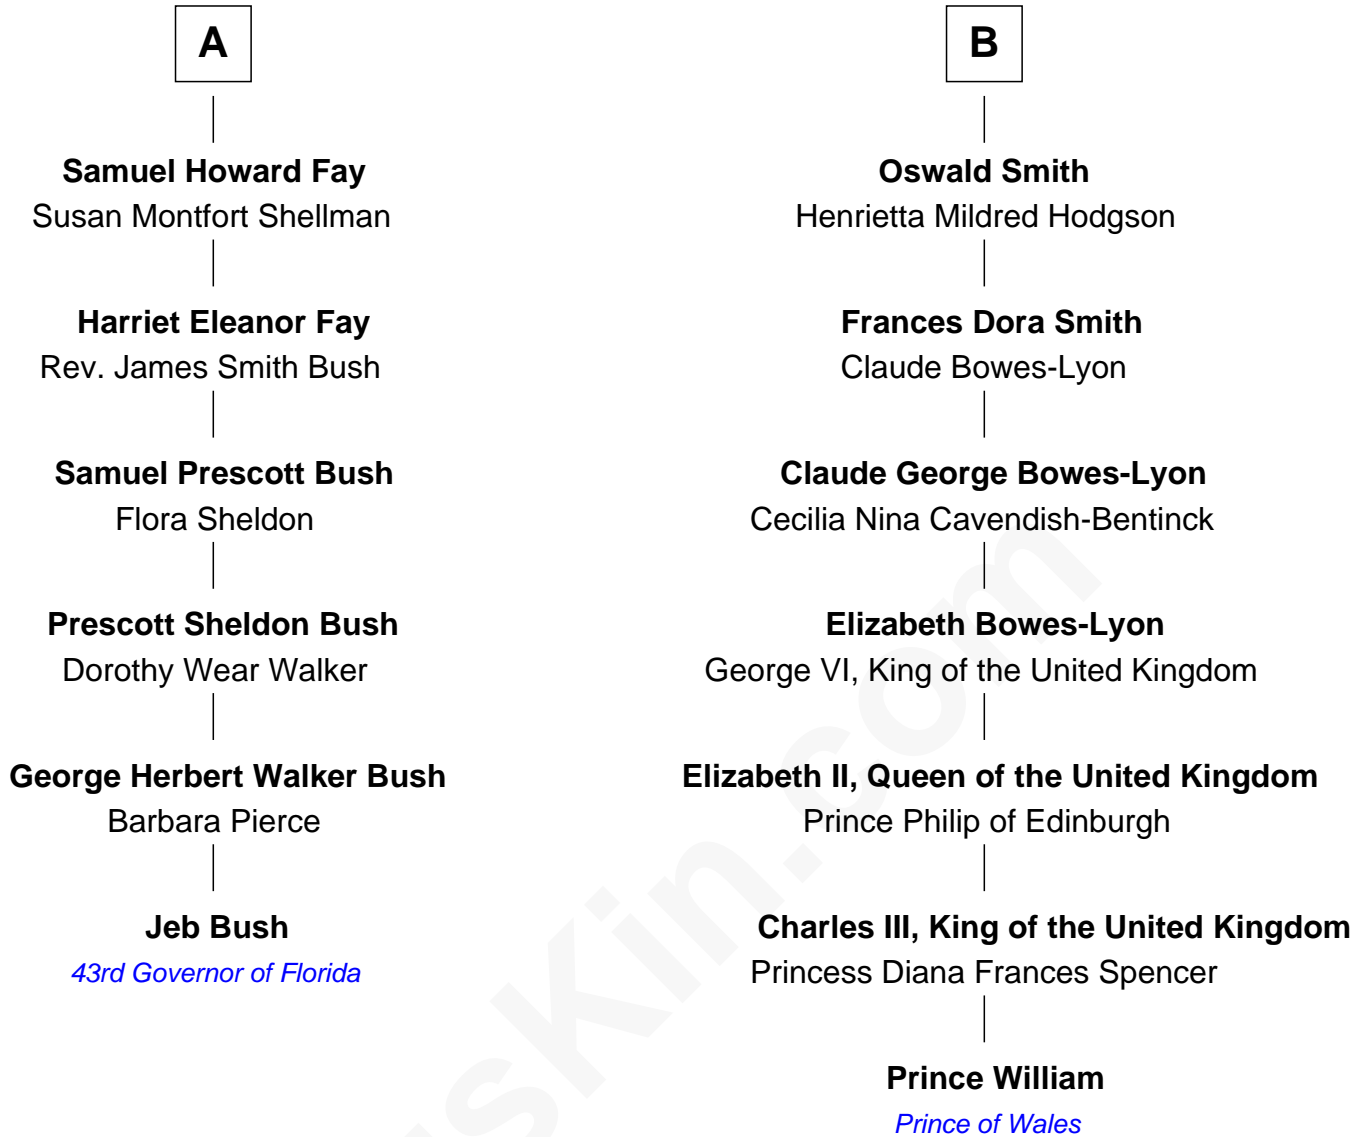 A
Samuel Howard Fay
Susan Montfort Shellman
Harriet Eleanor Fay
Rev. James Smith Bush
Samuel Prescott Bush
Flora Sheldon
Prescott Sheldon Bush
Dorothy Wear Walker
George Herbert Walker Bush
Barbara Pierce
Jeb Bush
43rd Governor of Florida
B
Oswald Smith
Henrietta Mildred Hodgson
Frances Dora Smith
Claude Bowes-Lyon
Claude George Bowes-Lyon
Cecilia Nina Cavendish-Bentinck
Elizabeth Bowes-Lyon
George VI, King of the United Kingdom
Elizabeth II, Queen of the United Kingdom
Prince Philip of Edinburgh
Charles III, King of the United Kingdom
Princess Diana Frances Spencer
Prince William
Prince of Wales